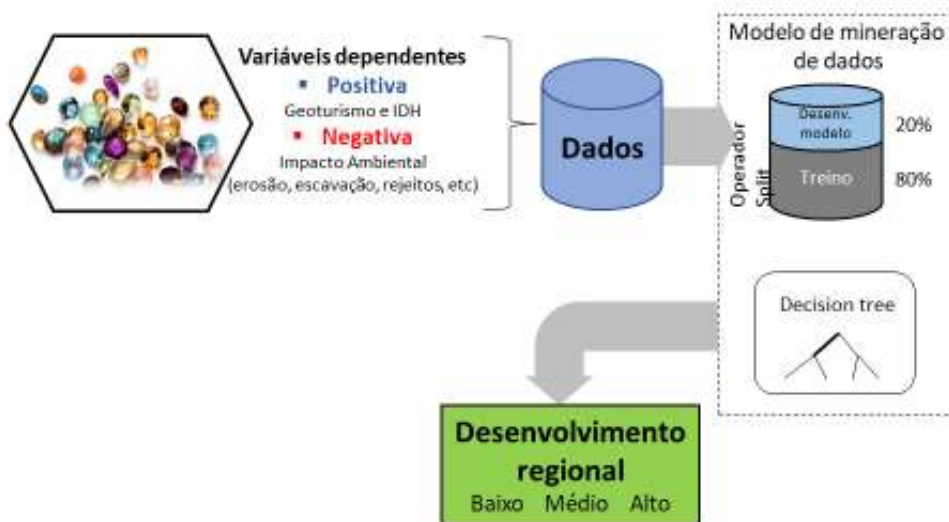 Variáveis dependentes
Positiva
Geoturismo e IDH
Negativa
Impacto Ambiental
(erosão, escavação, rejeitos, etc)
Dados
Modelo de mineração
de dados
Operador
Split
Desenv.
modelo
20%
Treino
80%
Decision tree
Desenvolvimento
regional
Baixo Médio Alto